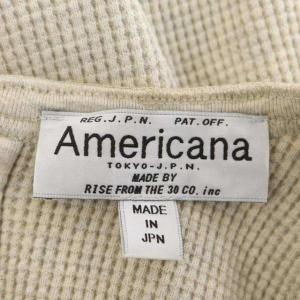 REG.J.P.N. PAT.OFF.
Americana
TOKYO-J.P.N.
MADE BY
RISE FROM THE 30 CO. inc
MADE
IN
JPN